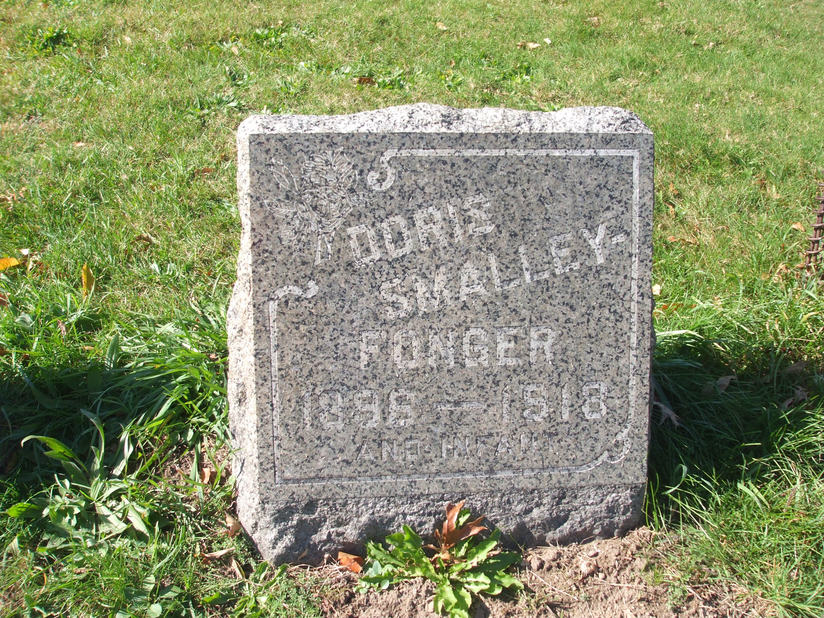 DORIS
SMALLEY-
FONGER
1896 — 1918
AND INFANT